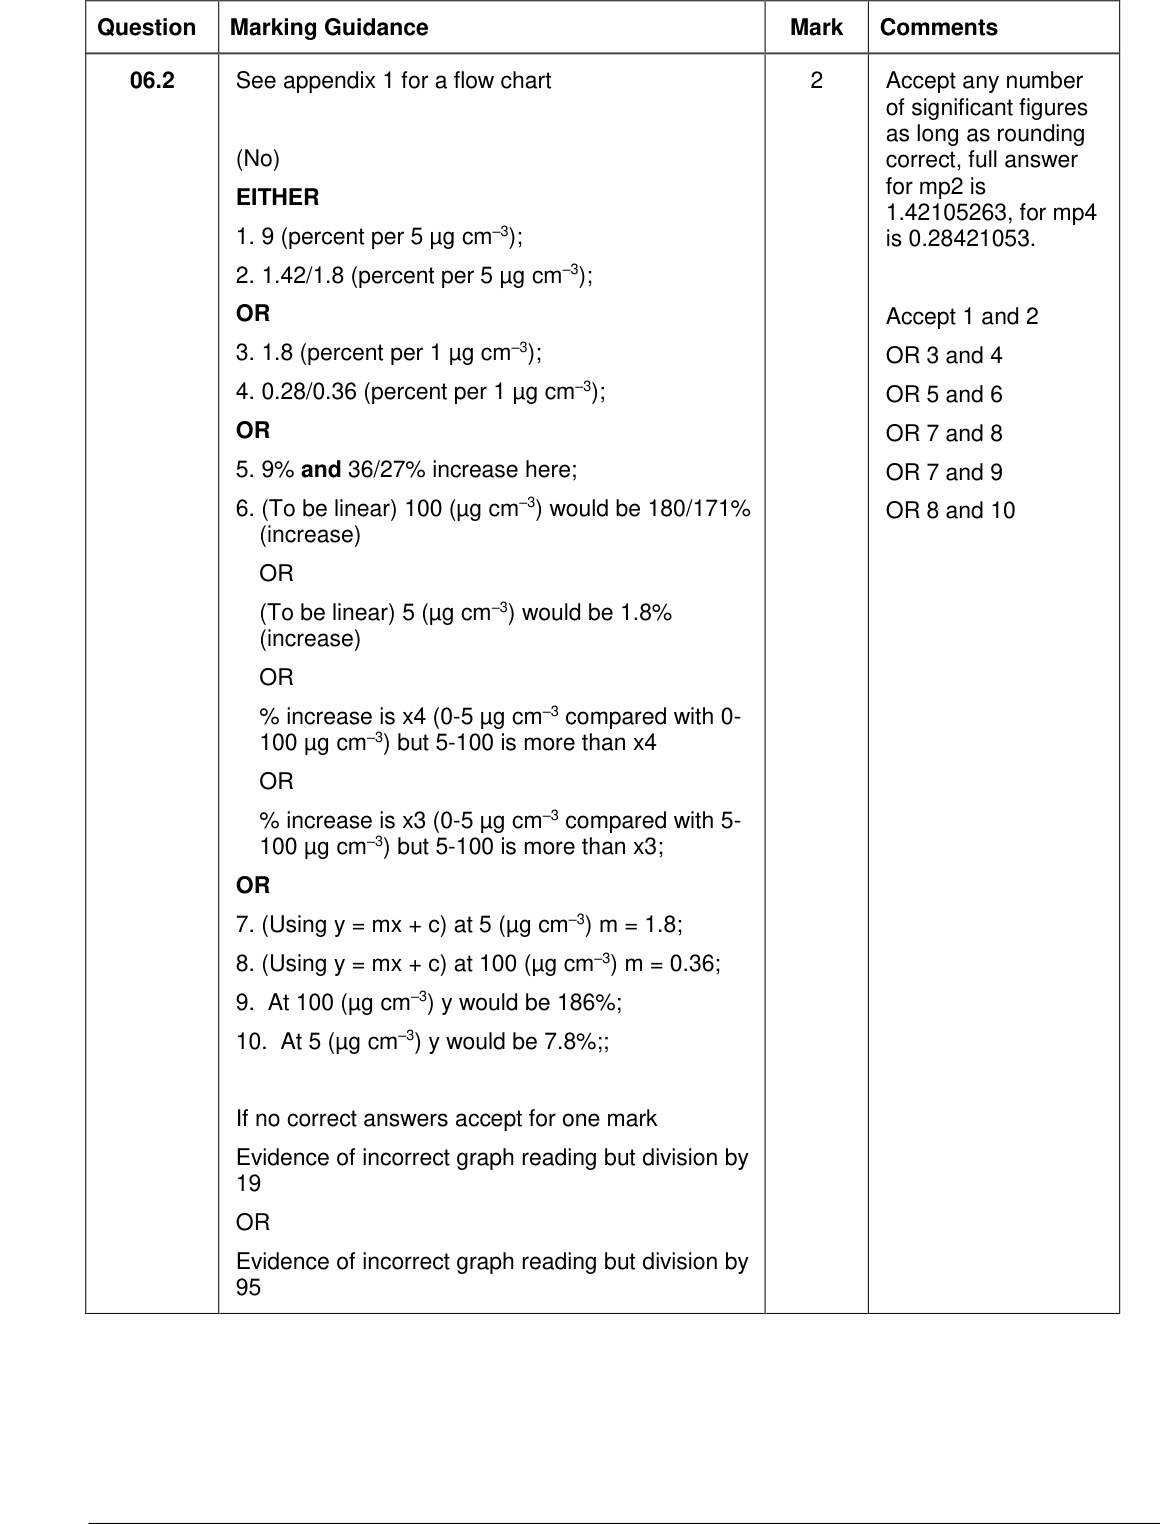 Question Marking Guidance Mark Comments
06.2 See appendix 1 for a flow chart 2
(No)
EITHER
1. 9 (percent per 5 µg cm⁻³);
2. 1.42/1.8 (percent per 5 µg cm⁻³);
OR
3. 1.8 (percent per 1 µg cm⁻³);
4. 0.28/0.36 (percent per 1 µg cm⁻³);
OR
5. 9% and 36/27% increase here;
6. (To be linear) 100 (µg cm⁻³) would be 180/171%
(increase)
OR
(To be linear) 5 (µg cm⁻³) would be 1.8%
(increase)
OR
% increase is x4 (0-5 µg cm⁻³ compared with 0-
100 µg cm⁻³) but 5-100 is more than x4
OR
% increase is x3 (0-5 µg cm⁻³ compared with 5-
100 µg cm⁻³) but 5-100 is more than x3;
OR
7. (Using y = mx + c) at 5 (µg cm⁻³) m = 1.8;
8. (Using y = mx + c) at 100 (µg cm⁻³) m = 0.36;
9. At 100 (µg cm⁻³) y would be 186%;
10. At 5 (µg cm⁻³) y would be 7.8%;;
If no correct answers accept for one mark
Evidence of incorrect graph reading but division by
19
OR
Evidence of incorrect graph reading but division by
95
Accept any number
of significant figures
as long as rounding
correct, full answer
for mp2 is
1.42105263, for mp4
is 0.28421053.
Accept 1 and 2
OR 3 and 4
OR 5 and 6
OR 7 and 8
OR 7 and 9
OR 8 and 10